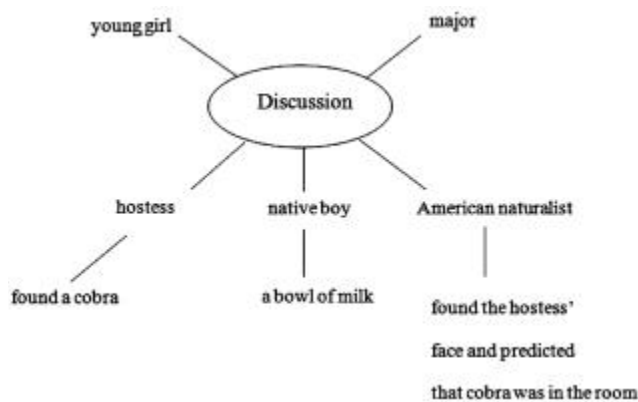 young girl
major
Discussion
hostess
native boy
American naturalist
found a cobra
a bowl of milk
found the hostess'
face and predicted
that cobra was in the room